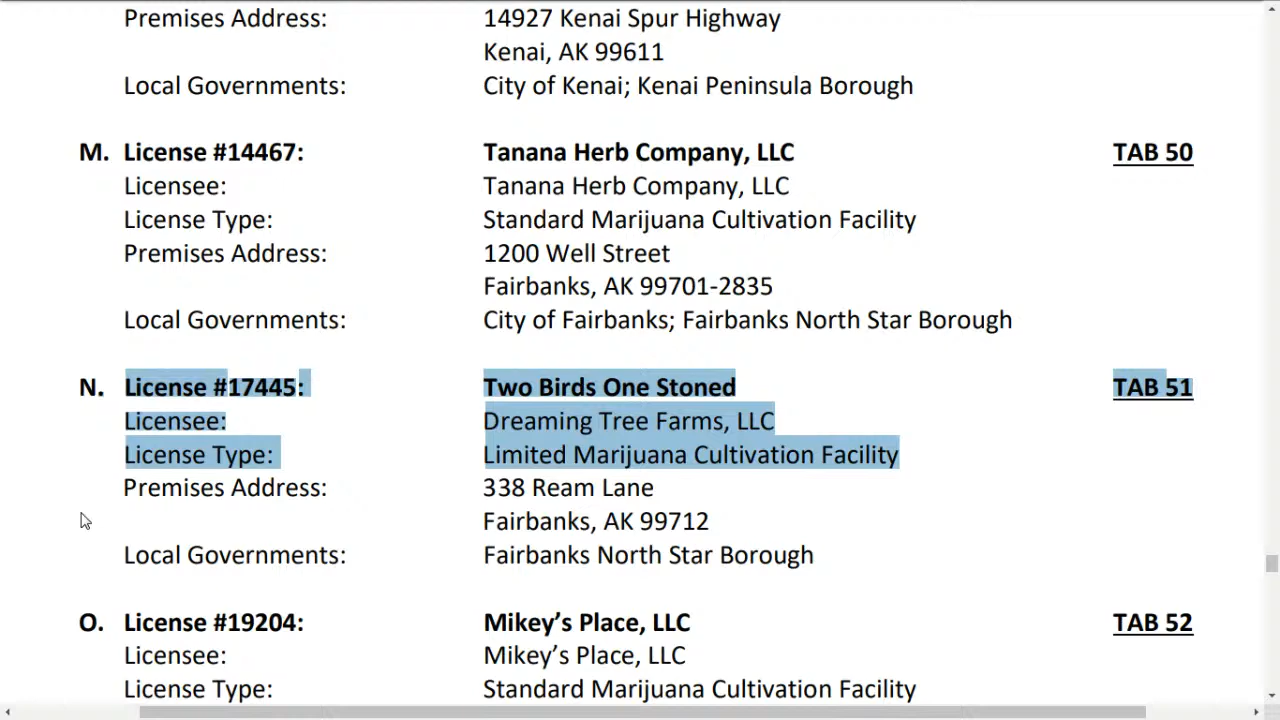 Premises Address: 14927 Kenai Spur Highway
Kenai, AK 99611
Local Governments: City of Kenai; Kenai Peninsula Borough
M. License #14467: Tanana Herb Company, LLC TAB 50
Licensee: Tanana Herb Company, LLC
License Type: Standard Marijuana Cultivation Facility
Premises Address: 1200 Well Street
Fairbanks, AK 99701-2835
Local Governments: City of Fairbanks; Fairbanks North Star Borough
N. License #17445: Two Birds One Stoned TAB 51
Licensee: Dreaming Tree Farms, LLC
License Type: Limited Marijuana Cultivation Facility
Premises Address: 338 Ream Lane
Fairbanks, AK 99712
Local Governments: Fairbanks North Star Borough
O. License #19204: Mikey’s Place, LLC TAB 52
Licensee: Mikey’s Place, LLC
License Type: Standard Marijuana Cultivation Facility